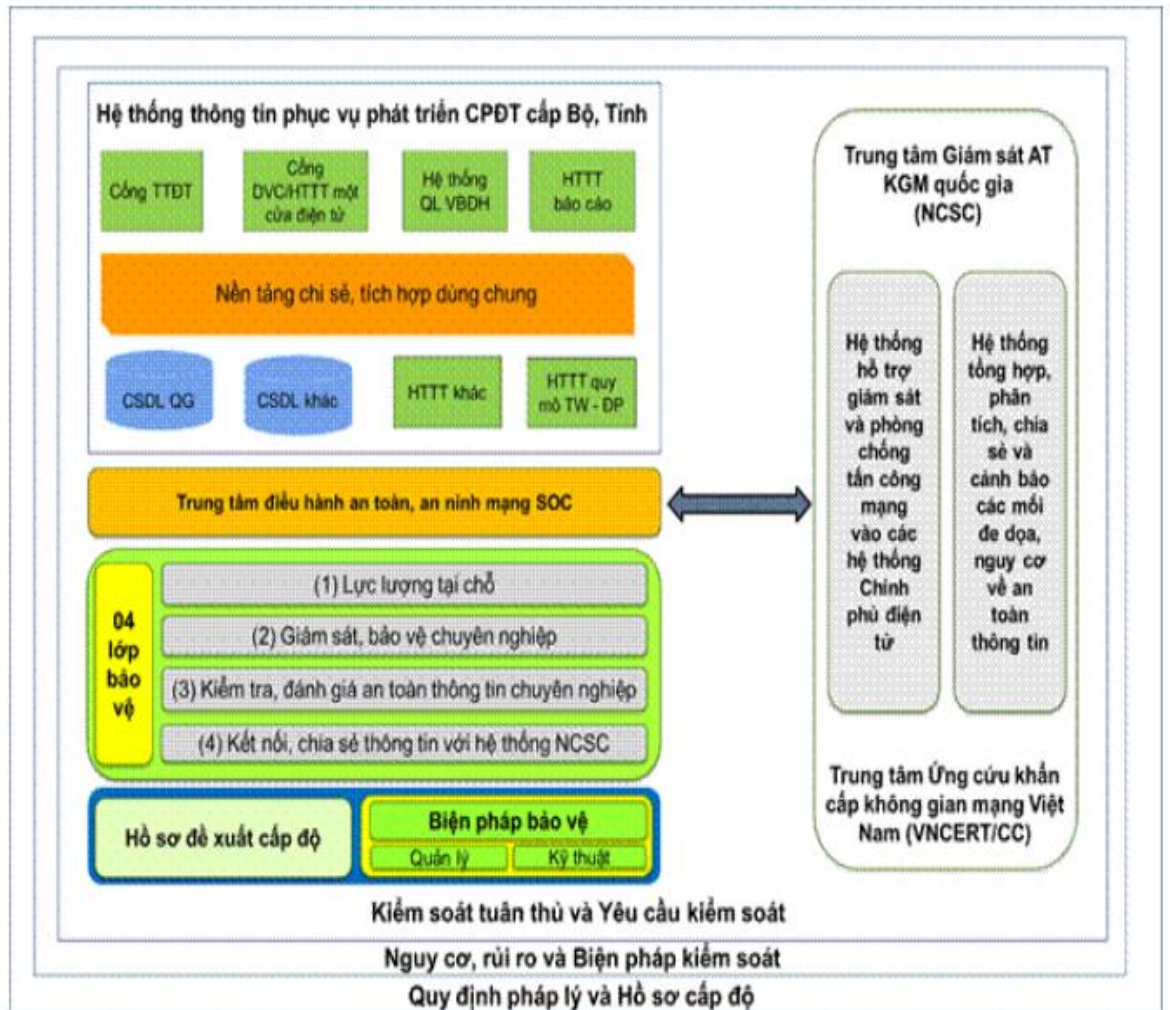 Hệ thống thông tin phục vụ phát triển CPĐT cấp Bộ, Tỉnh
Cổng TTĐT
Cổng
DVC/HTTT một
cửa điện tử
Hệ thống
QL VBĐH
HTTT
báo cáo
Nền tảng chi sẻ, tích hợp dùng chung
CSDL QG
CSDL khác
HTTT khác
HTTT quy
mô TW - ĐP
Trung tâm điều hành an toàn, an ninh mạng SOC
04
lớp
bảo
vệ
(1) Lực lượng tại chỗ
(2) Giám sát, bảo vệ chuyên nghiệp
(3) Kiểm tra, đánh giá an toàn thông tin chuyên nghiệp
(4) Kết nối, chia sẻ thông tin với hệ thống NCSC
Hồ sơ đề xuất cấp độ
Biện pháp bảo vệ
Quản lý
Kỹ thuật
Trung tâm Giám sát AT
KGM quốc gia
(NCSC)
Hệ thống
hỗ trợ
giám sát
và phòng
chống
tấn công
mạng
vào các
hệ thống
Chính
phủ điện
tử
Hệ thống
tổng hợp,
phân
tích, chia
sẻ và
cảnh báo
các mối
đe dọa,
nguy cơ
về an
toàn
thông tin
Trung tâm Ứng cứu khẩn
cấp không gian mạng Việt
Nam (VNCERT/CC)
Kiểm soát tuân thủ và Yêu cầu kiểm soát
Nguy cơ, rủi ro và Biện pháp kiểm soát
Quy định pháp lý và Hồ sơ cấp độ